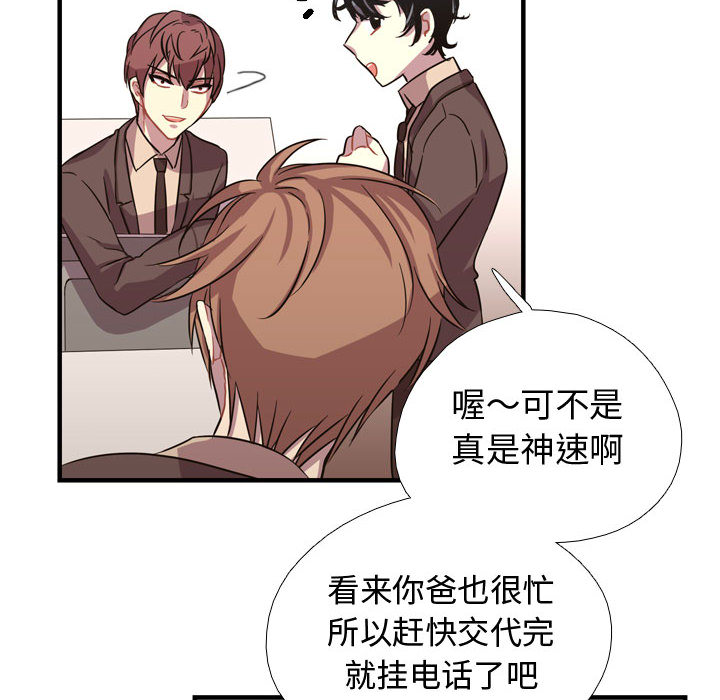 喔～可不是
真是神速啊
看来你爸也很忙
所以赶快交代完
就挂电话了吧